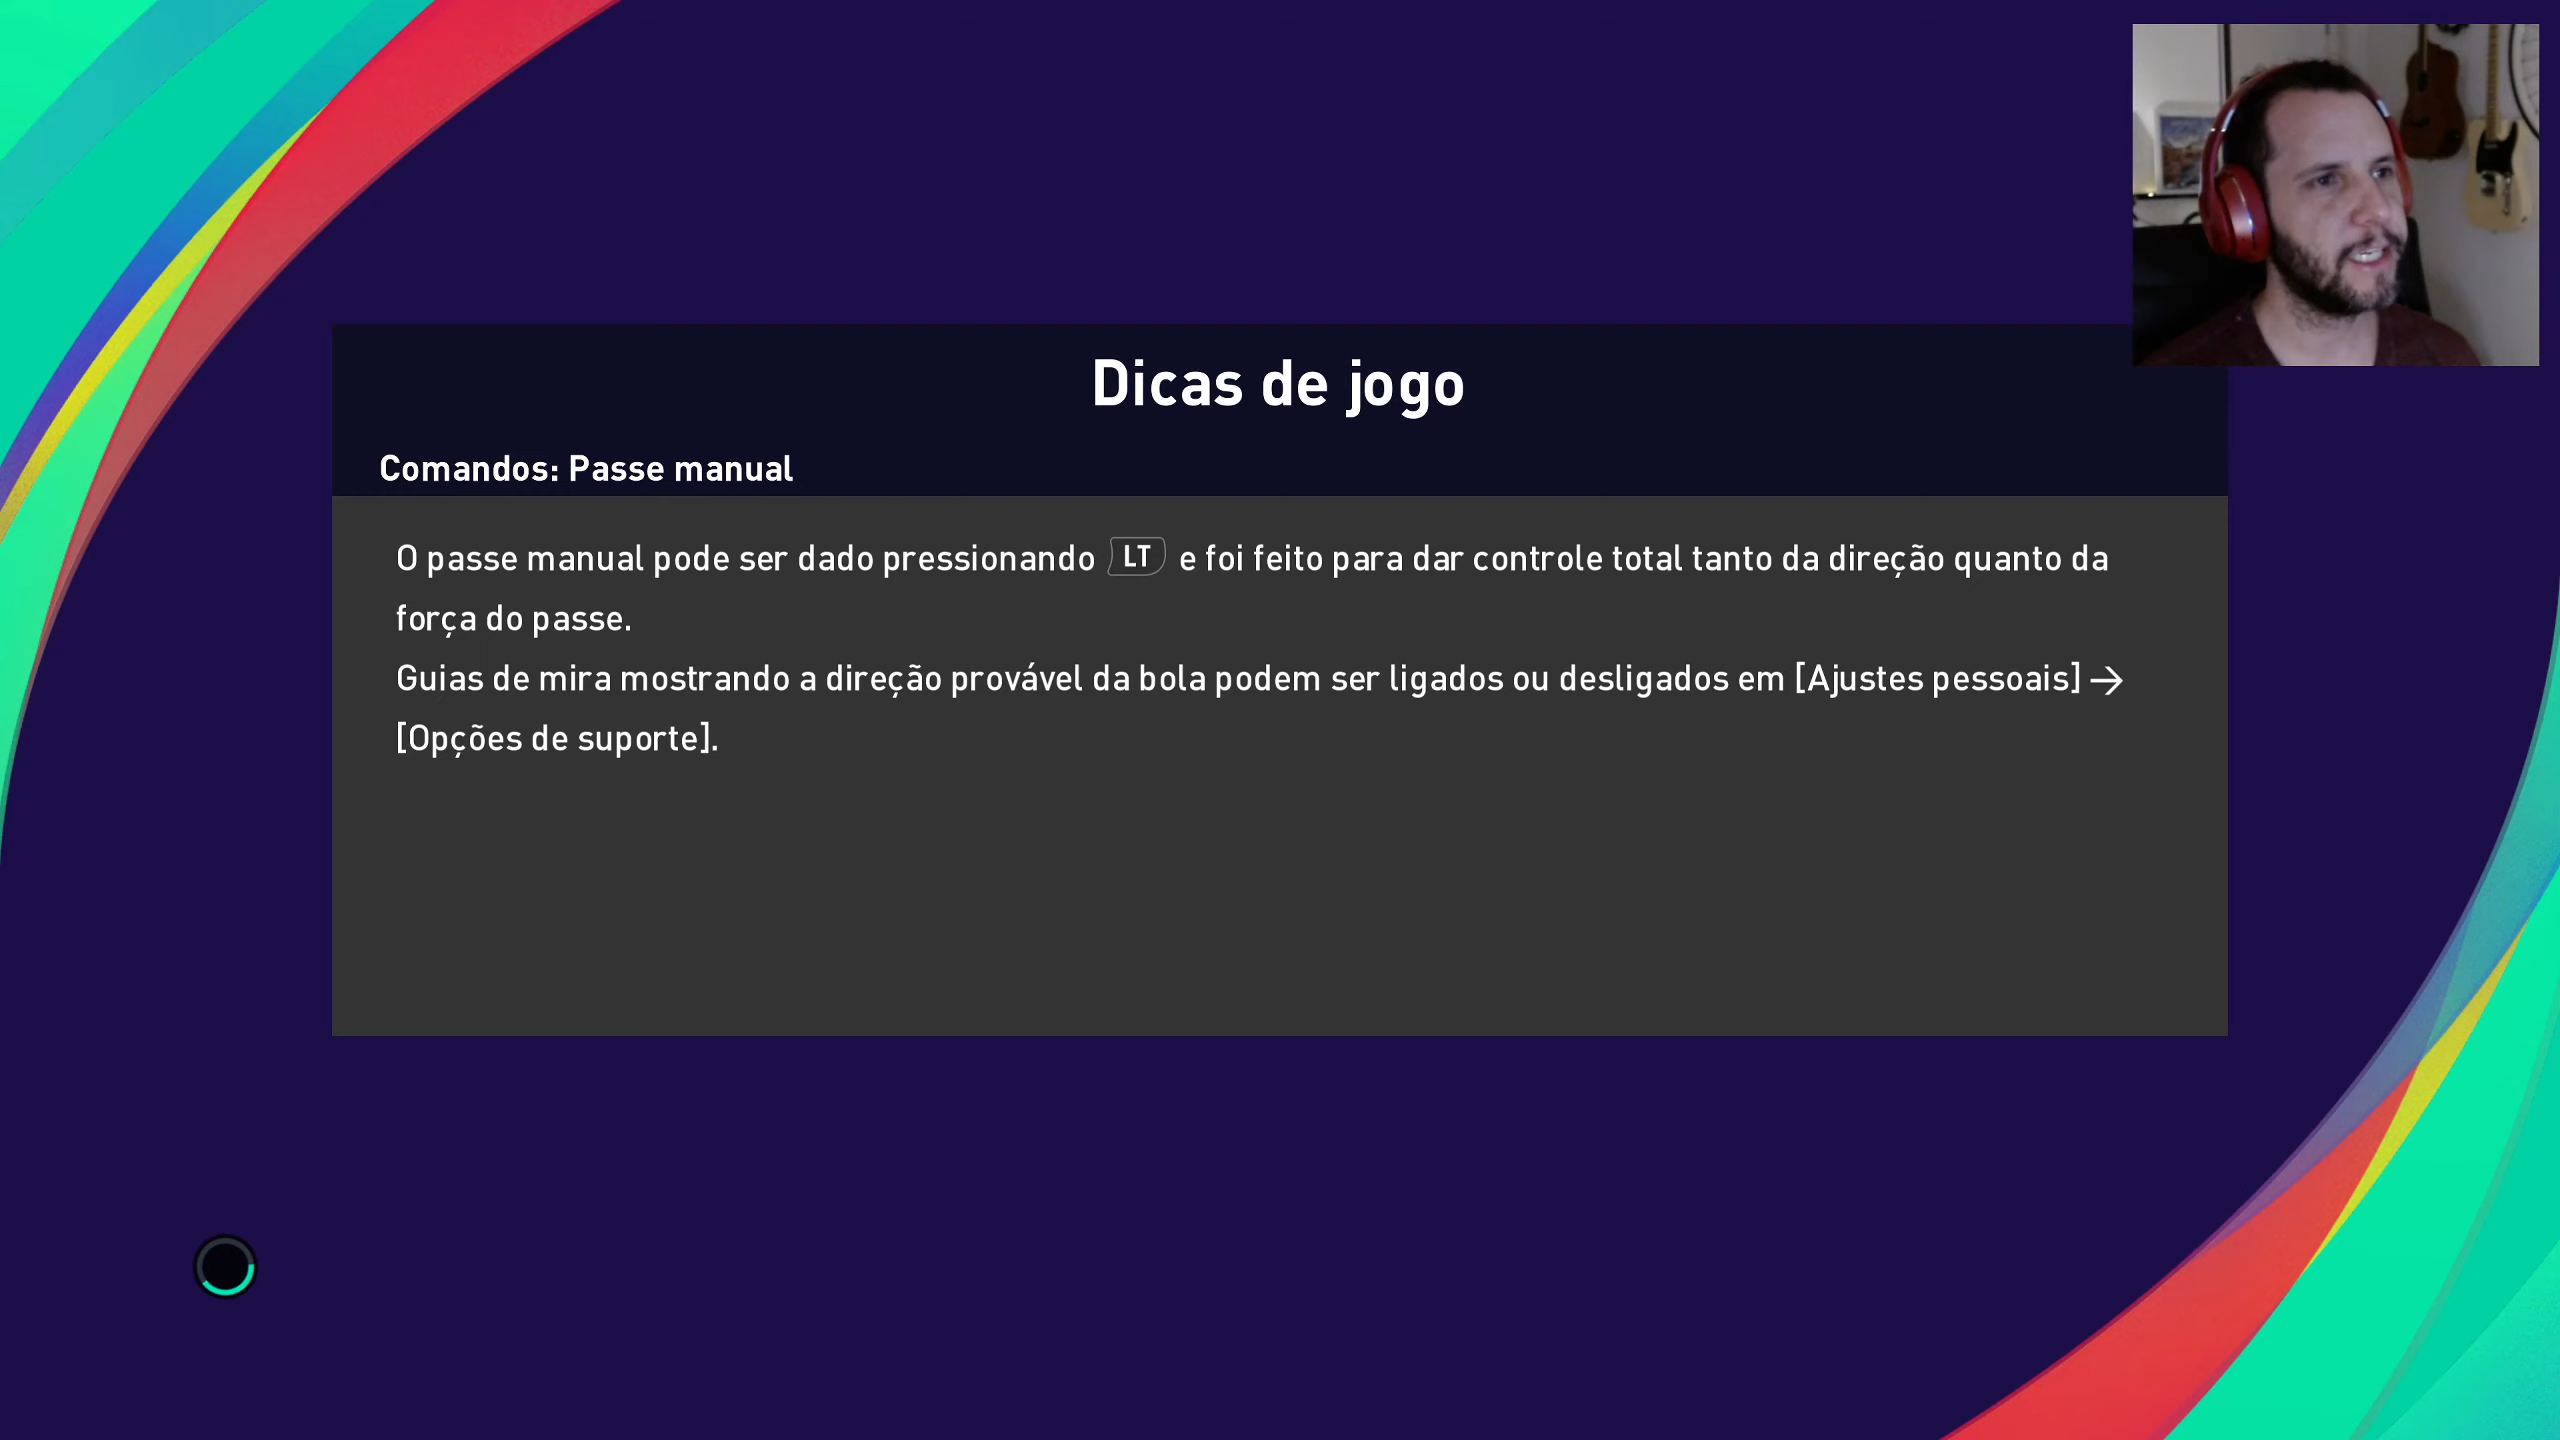 Dicas de jogo
Comandos: Passe manual
O passe manual pode ser dado pressionando LT e foi feito para dar controle total tanto da direção quanto da
força do passe.
Guias de mira mostrando a direção provável da bola podem ser ligados ou desligados em [Ajustes pessoais] →
[Opções de suporte].